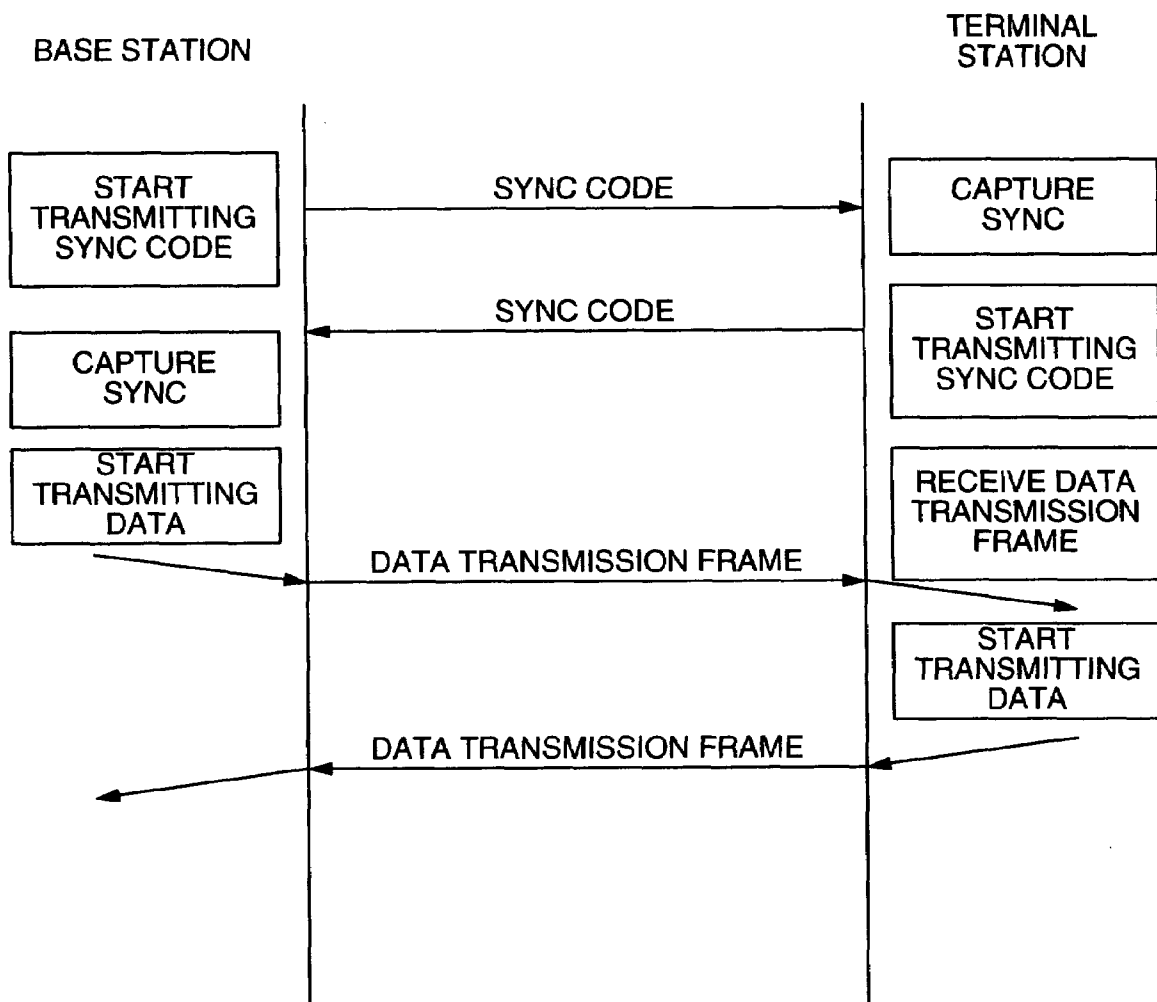 BASE STATION
TERMINAL
STATION
START
TRANSMITTING
SYNC CODE
SYNC CODE
CAPTURE
SYNC
SYNC CODE
START
TRANSMITTING
SYNC CODE
CAPTURE
SYNC
START
TRANSMITTING
DATA
RECEIVE DATA
TRANSMISSION
FRAME
DATA TRANSMISSION FRAME
START
TRANSMITTING
DATA
DATA TRANSMISSION FRAME